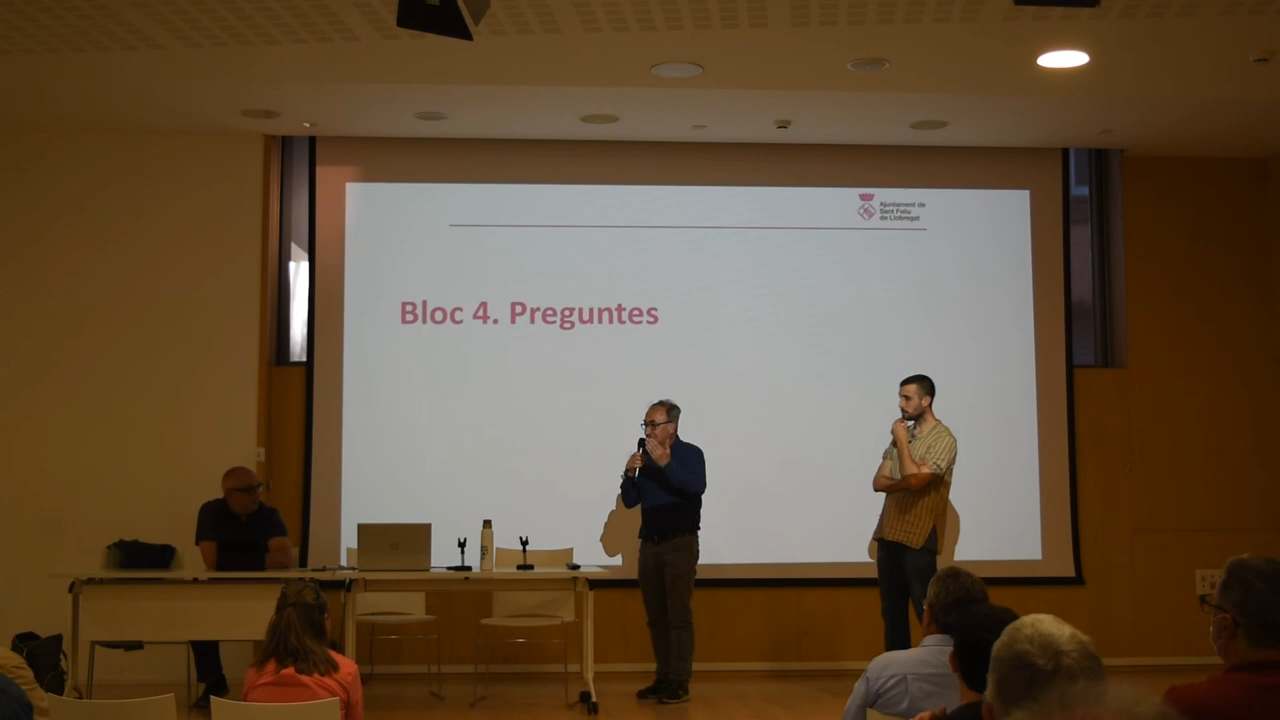 Ajuntament de
Sant Feliu
de Llobregat
Bloc 4. Preguntes